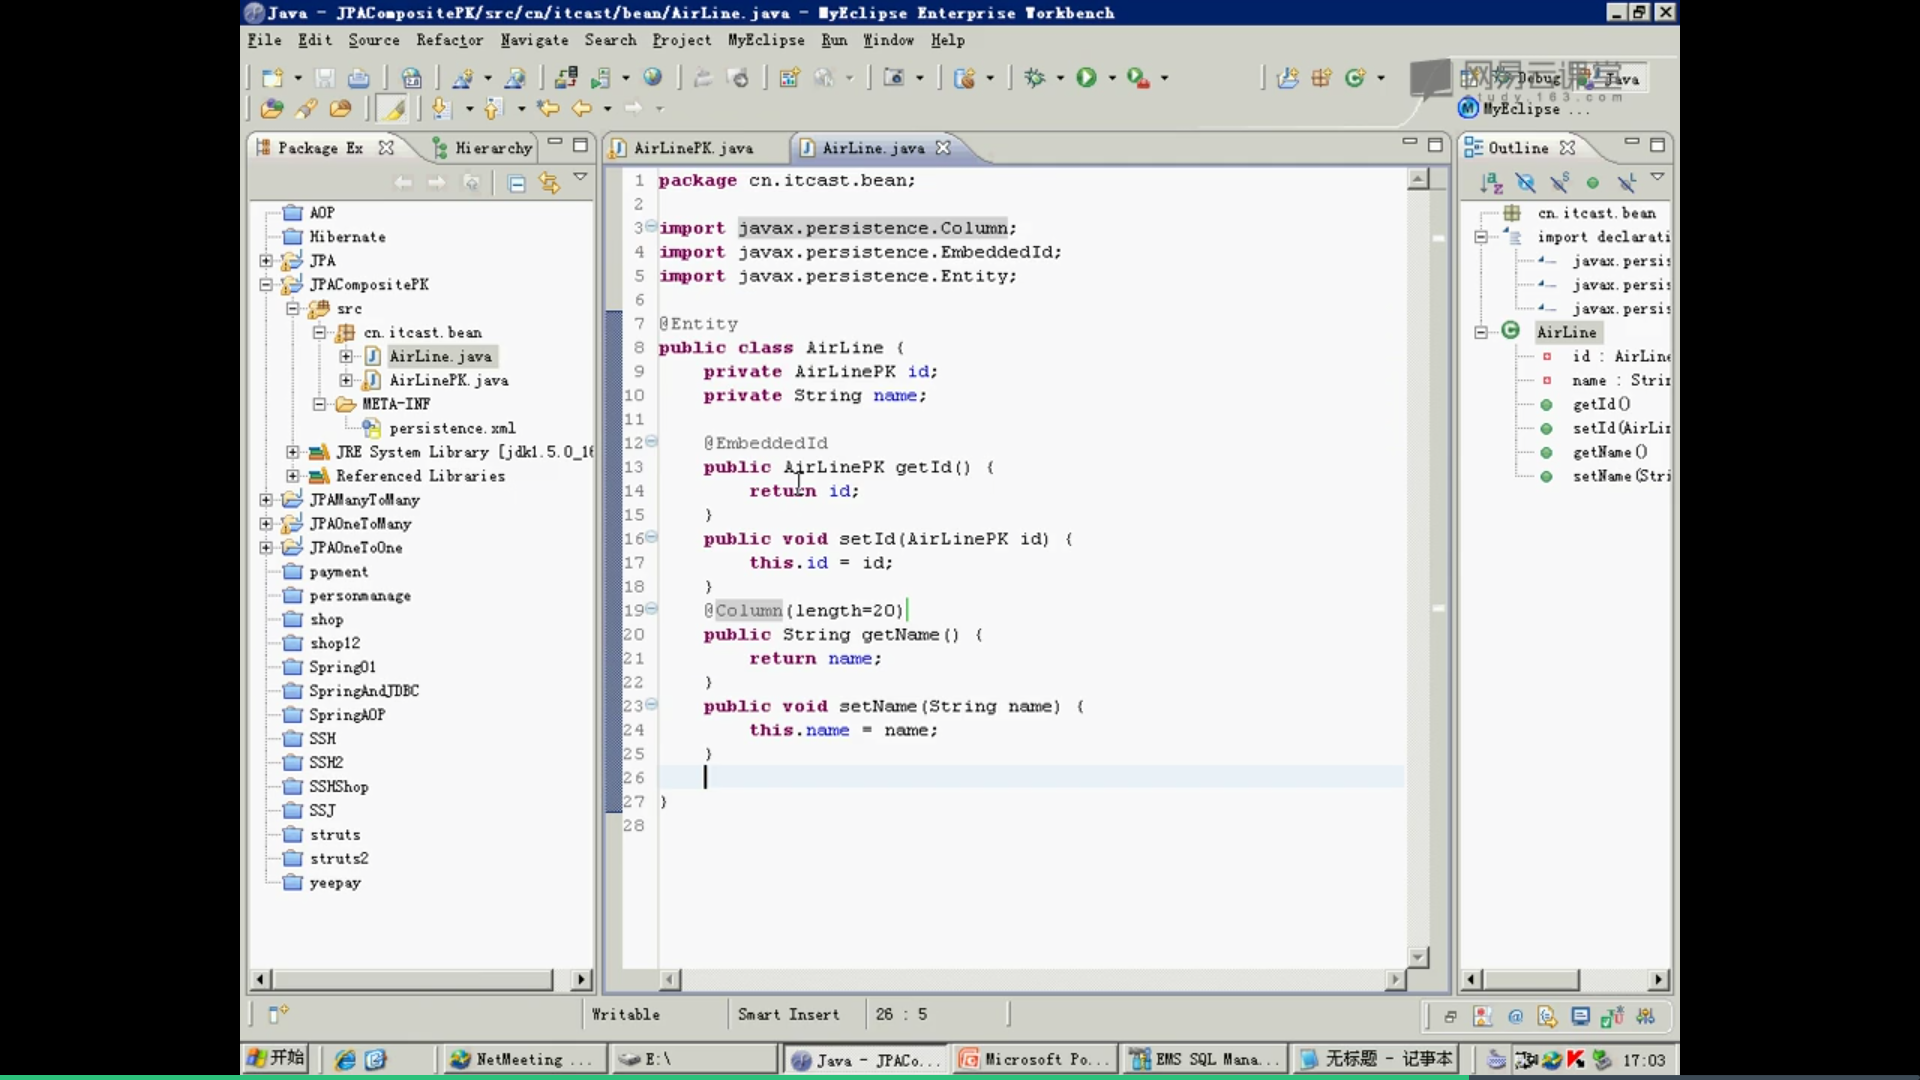 Java - JPACompositePK/src/cn/itcast/bean/AirLine.java - MyEclipse Enterprise Workbench
File Edit Source Refactor Navigate Search Project MyEclipse Run Window Help
网易云课堂
study.163.com
Debug Java
MyEclipse ...
Package Ex Hierarchy
AOP
Hibernate
JPA
JPACompositePK
src
cn.itcast.bean
AirLine.java
AirLinePK.java
META-INF
persistence.xml
JRE System Library [jdk1.5.0_16
Referenced Libraries
JPAManyToMany
JPAOneToMany
JPAOneToOne
payment
personmanage
shop
shop12
Spring01
SpringAndJDBC
SpringAOP
SSH
SSH2
SSHShop
SSJ
struts
struts2
yeepay
AirLinePK.java AirLine.java
1 package cn.itcast.bean;
2
3 import javax.persistence.Column;
4 import javax.persistence.EmbeddedId;
5 import javax.persistence.Entity;
6
7 @Entity
8 public class AirLine {
9 private AirLinePK id;
10 private String name;
11
12 @EmbeddedId
13 public AirLinePK getId() {
14 return id;
15 }
16 public void setId(AirLinePK id) {
17 this.id = id;
18 }
19 @Column(length=20)
20 public String getName() {
21 return name;
22 }
23 public void setName(String name) {
24 this.name = name;
25 }
26
27 }
28
Outline
cn.itcast.bean
import declarati
javax.persis
javax.persis
javax.persis
AirLine
id : AirLine
name : Strin
getId()
setId(AirLin
getName()
setName(Stri
Writable Smart Insert 26 : 5
开始 NetMeeting ... E:\ Java - JPACo... Microsoft Po... EMS SQL Mana... 无标题 - 记事本 17:03